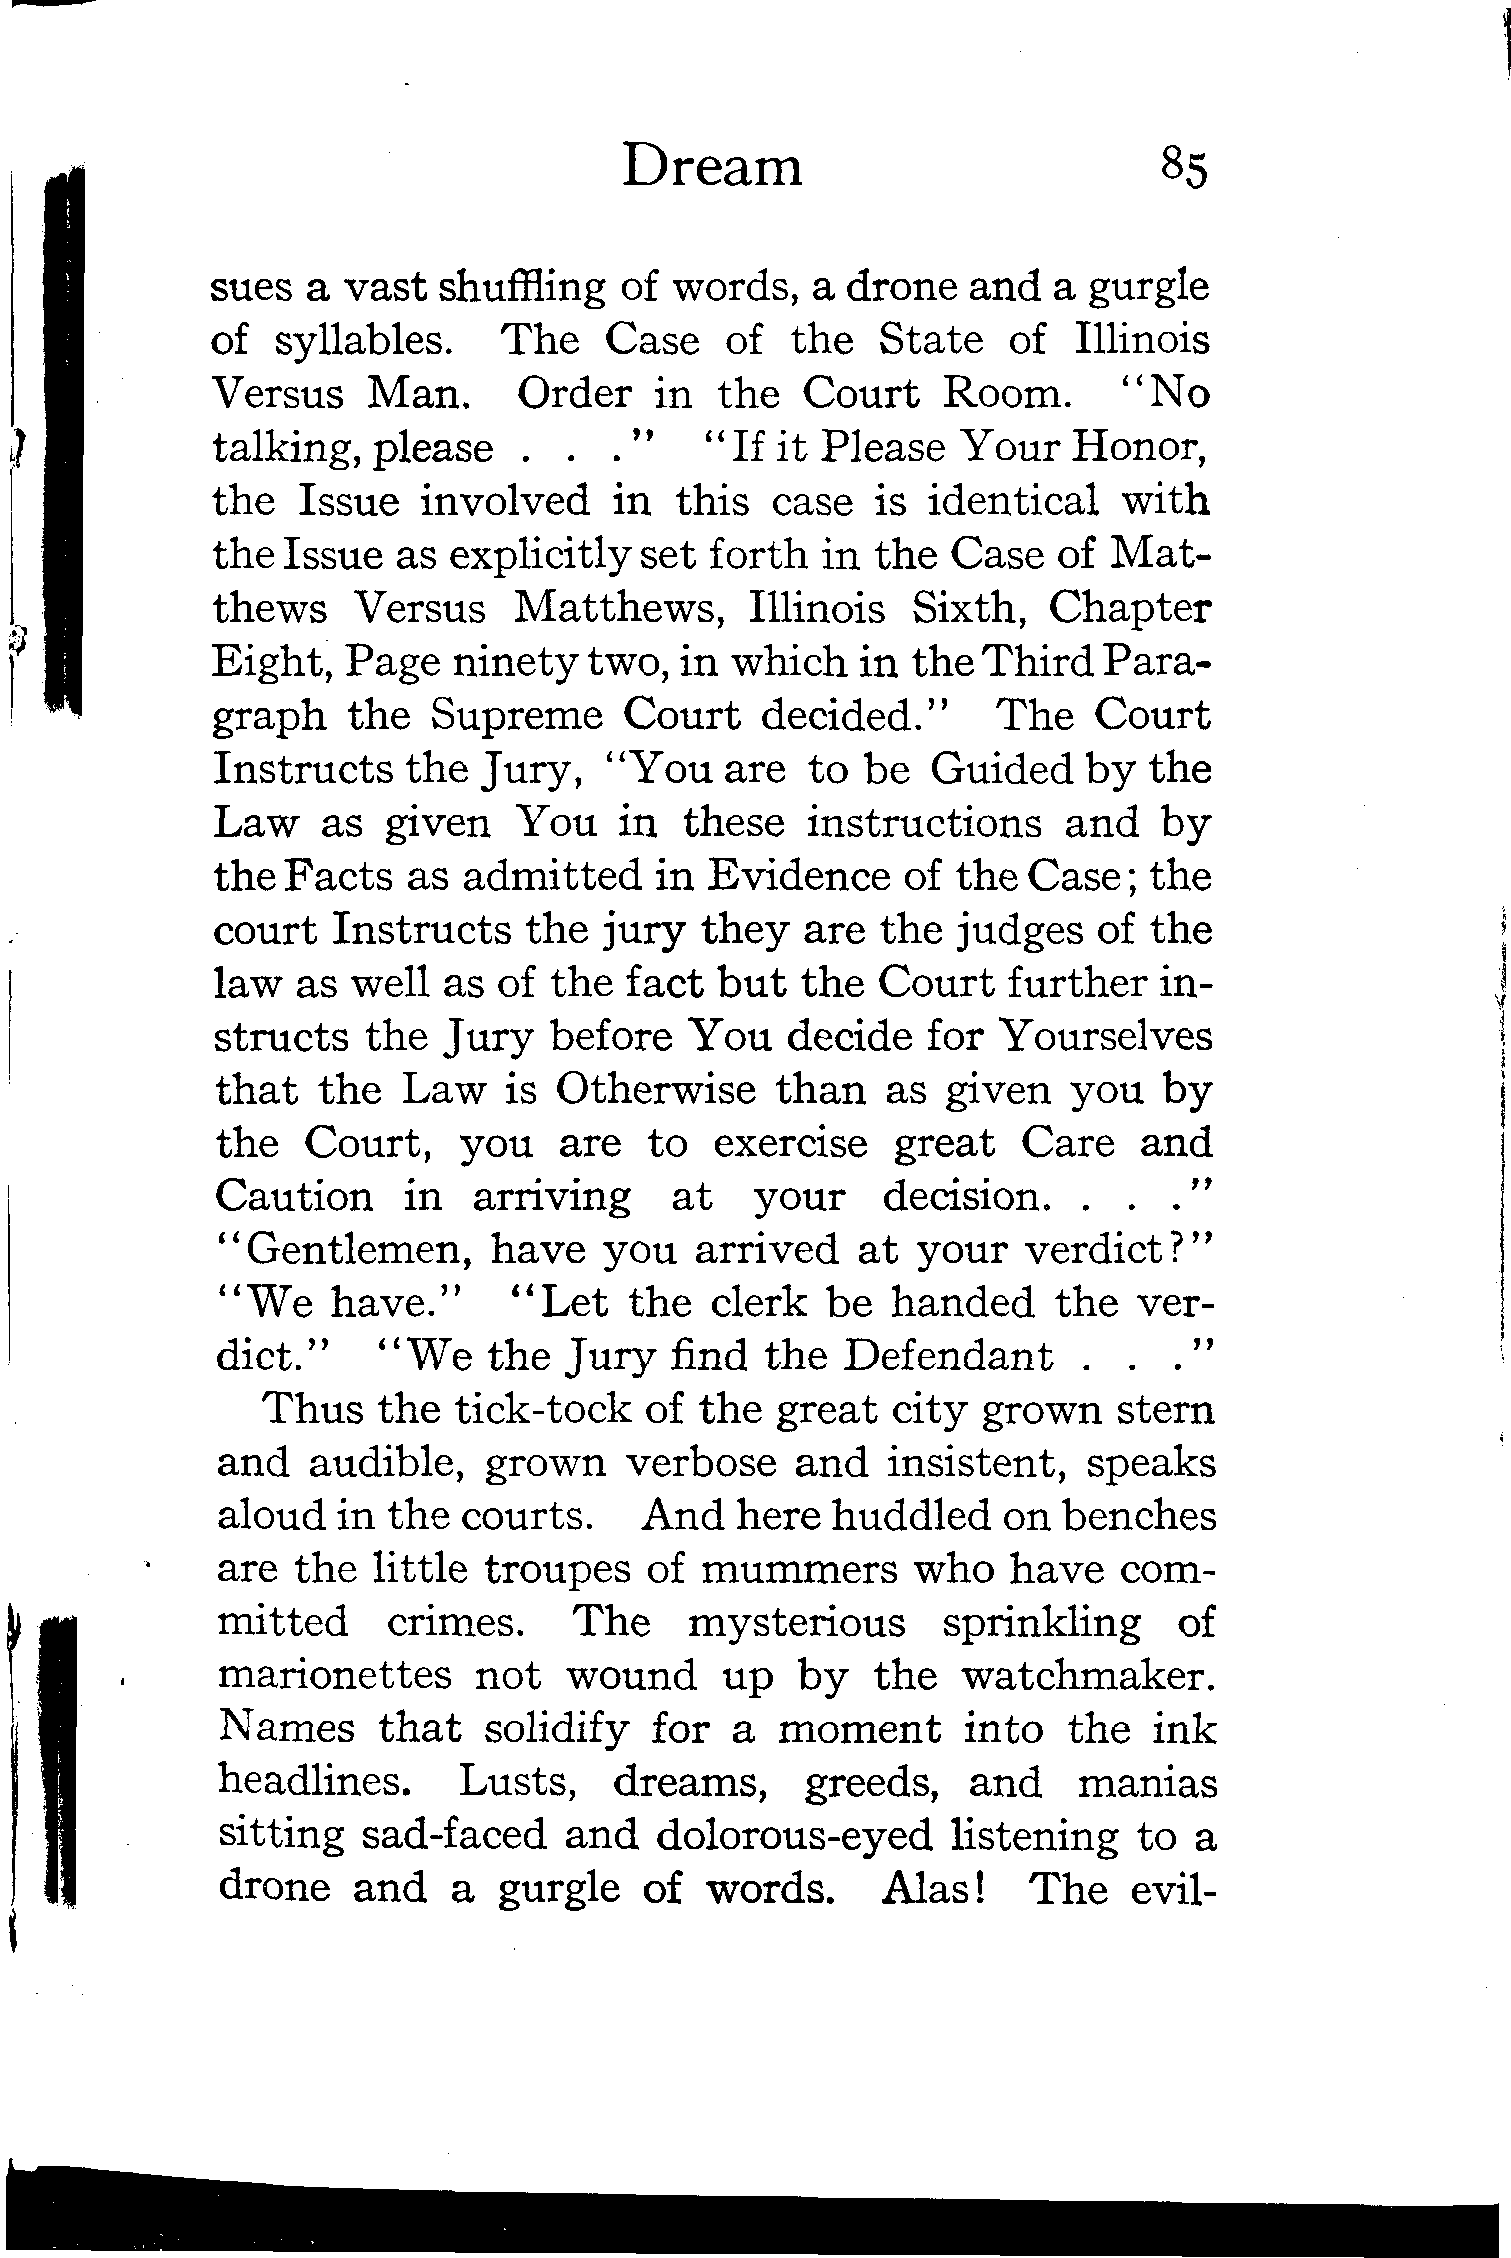 Dream 85
sues a vast shuffling of words, a drone and a gurgle
of syllables. The Case of the State of Illinois
Versus Man. Order in the Court Room. "No
talking, please . . ." "If it Please Your Honor,
the Issue involved in this case is identical with
the Issue as explicitly set forth in the Case of Mat-
thews Versus Matthews, Illinois Sixth, Chapter
Eight, Page ninety two, in which in the Third Para-
graph the Supreme Court decided." The Court
Instructs the Jury, "You are to be Guided by the
Law as given You in these instructions and by
the Facts as admitted in Evidence of the Case; the
court Instructs the jury they are the judges of the
law as well as of the fact but the Court further in-
structs the Jury before You decide for Yourselves
that the Law is Otherwise than as given you by
the Court, you are to exercise great Care and
Caution in arriving at your decision. . . ."
"Gentlemen, have you arrived at your verdict?"
"We have." "Let the clerk be handed the ver-
dict." "We the Jury find the Defendant . . ."
Thus the tick-tock of the great city grown stern
and audible, grown verbose and insistent, speaks
aloud in the courts. And here huddled on benches
are the little troupes of mummers who have com-
mitted crimes. The mysterious sprinkling of
marionettes not wound up by the watchmaker.
Names that solidify for a moment into the ink
headlines. Lusts, dreams, greeds, and manias
sitting sad-faced and dolorous-eyed listening to a
drone and a gurgle of words. Alas! The evil-